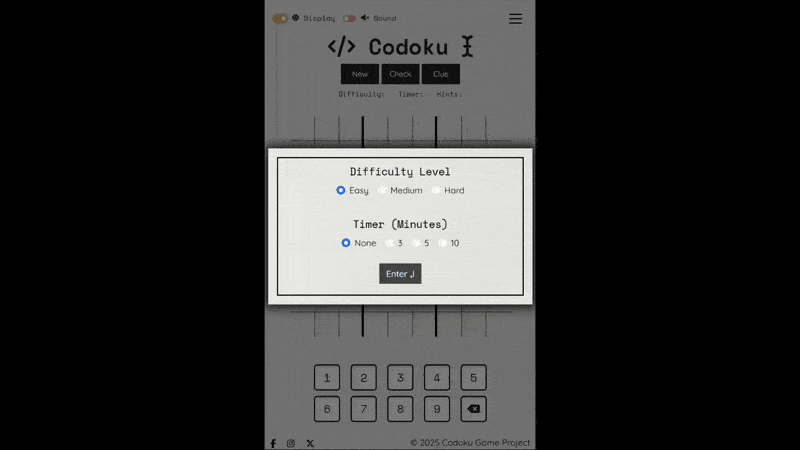 Display Sound
</> Codoku
New Check Clue
Difficulty: Timer: Hints:
Difficulty Level
Easy Medium Hard
Timer (Minutes)
None 3 5 10
Enter
1 2 3 4 5
6 7 8 9
© 2025 Codoku Game Project